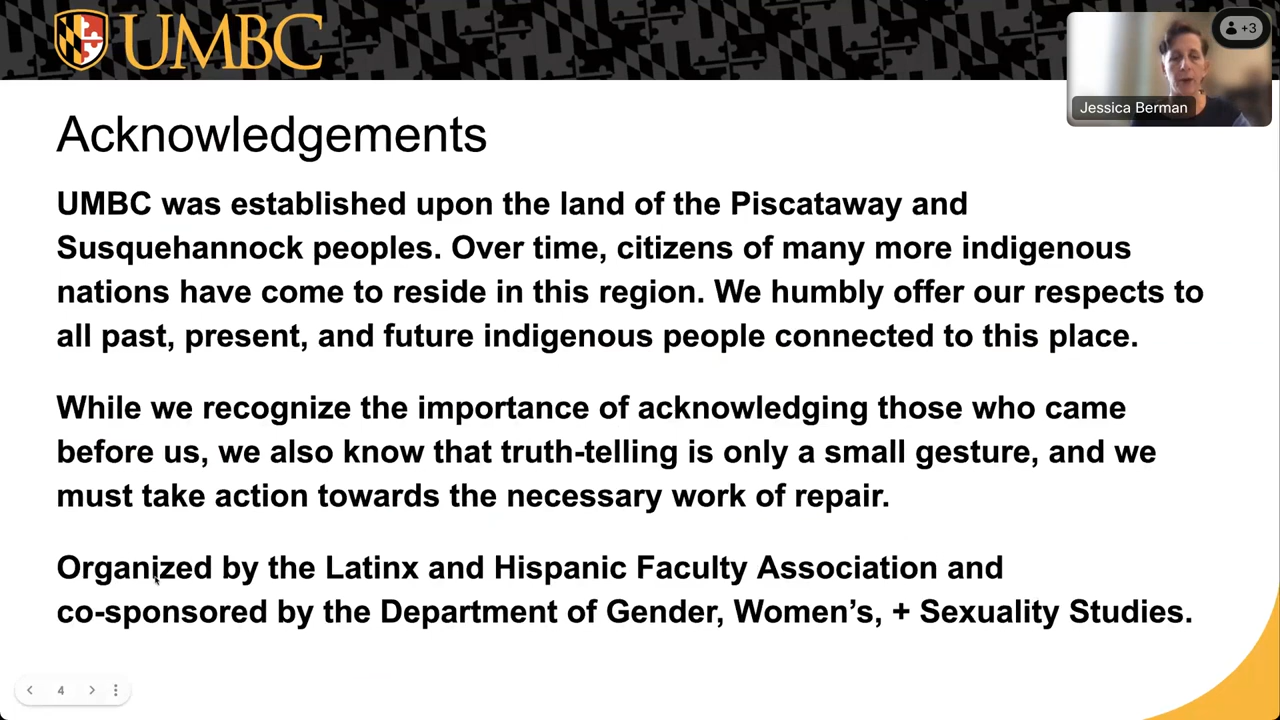 UMBC
+3
Jessica Berman
Acknowledgements
UMBC was established upon the land of the Piscataway and
Susquehannock peoples. Over time, citizens of many more indigenous
nations have come to reside in this region. We humbly offer our respects to
all past, present, and future indigenous people connected to this place.
While we recognize the importance of acknowledging those who came
before us, we also know that truth-telling is only a small gesture, and we
must take action towards the necessary work of repair.
Organized by the Latinx and Hispanic Faculty Association and
co-sponsored by the Department of Gender, Women’s, + Sexuality Studies.
4